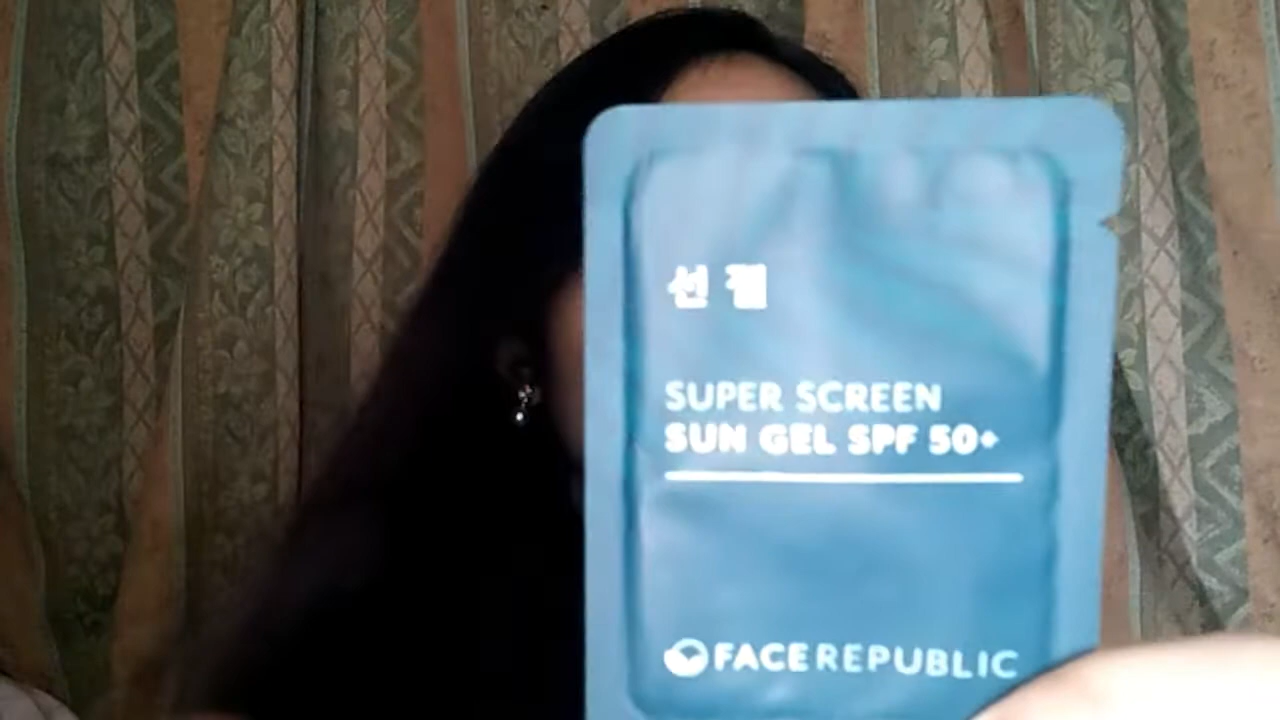 선젤
SUPER SCREEN
SUN GEL SPF 50+
FACEREPUBLIC